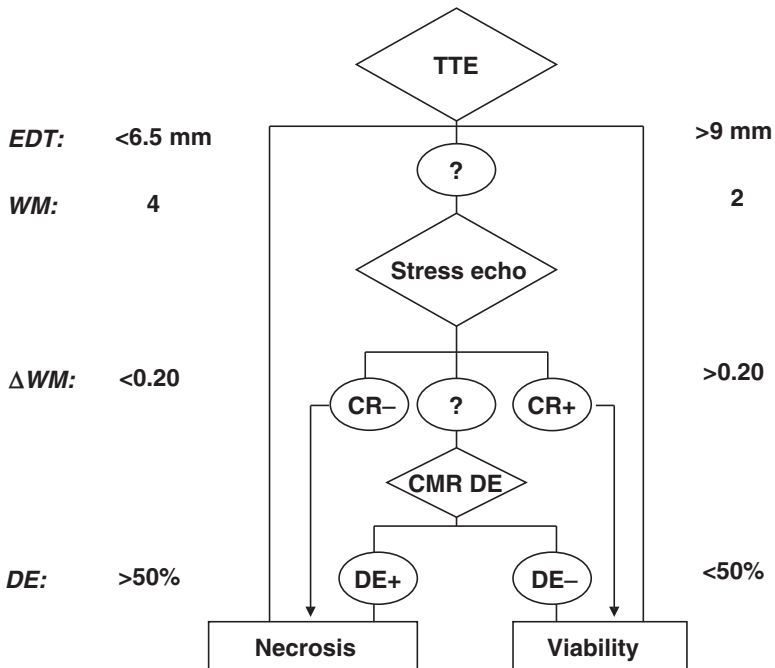 TTE
EDT: <6.5 mm >9 mm
?
WM: 4 2
Stress echo
ΔWM: <0.20 >0.20
CR– ? CR+
CMR DE
DE: >50% DE+ DE– <50%
Necrosis Viability